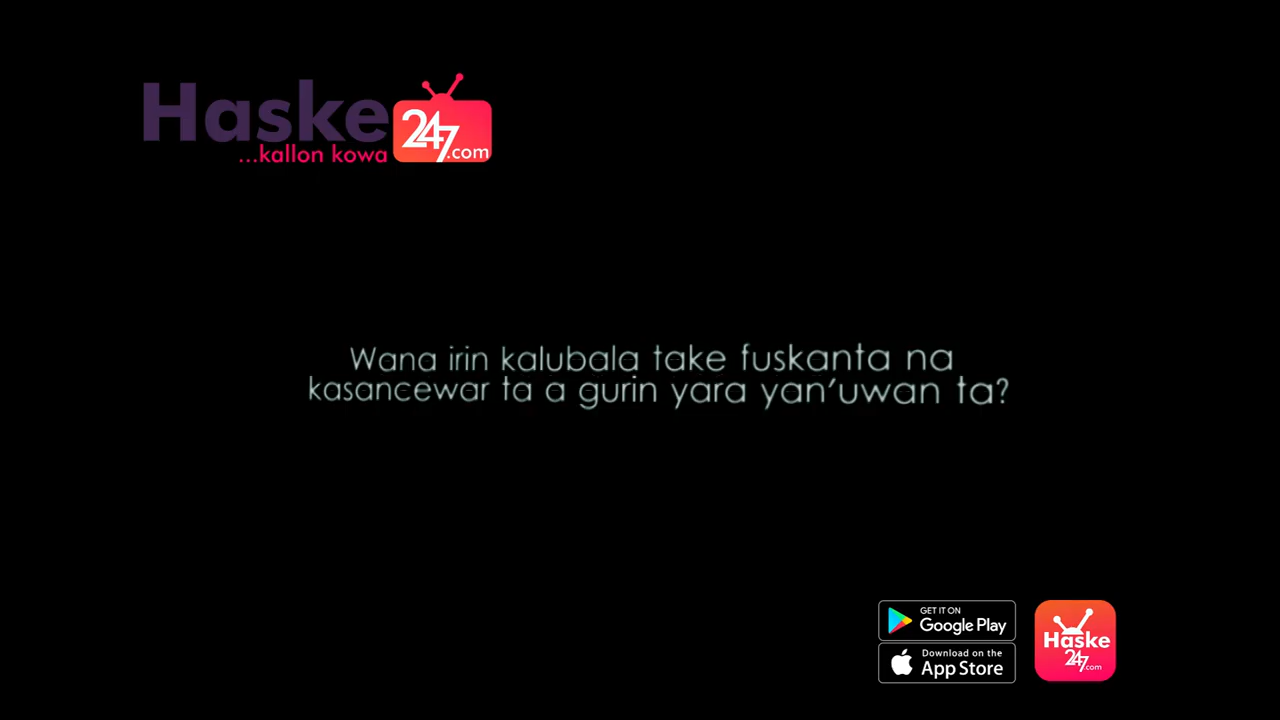 Haske
...kallon kowa
247
.com
Wana irin kalubala take fuskanta na
kasancewar ta a gurin yara yan'uwan ta?
GET IT ON
Google Play
Download on the
App Store
Haske
247
.com